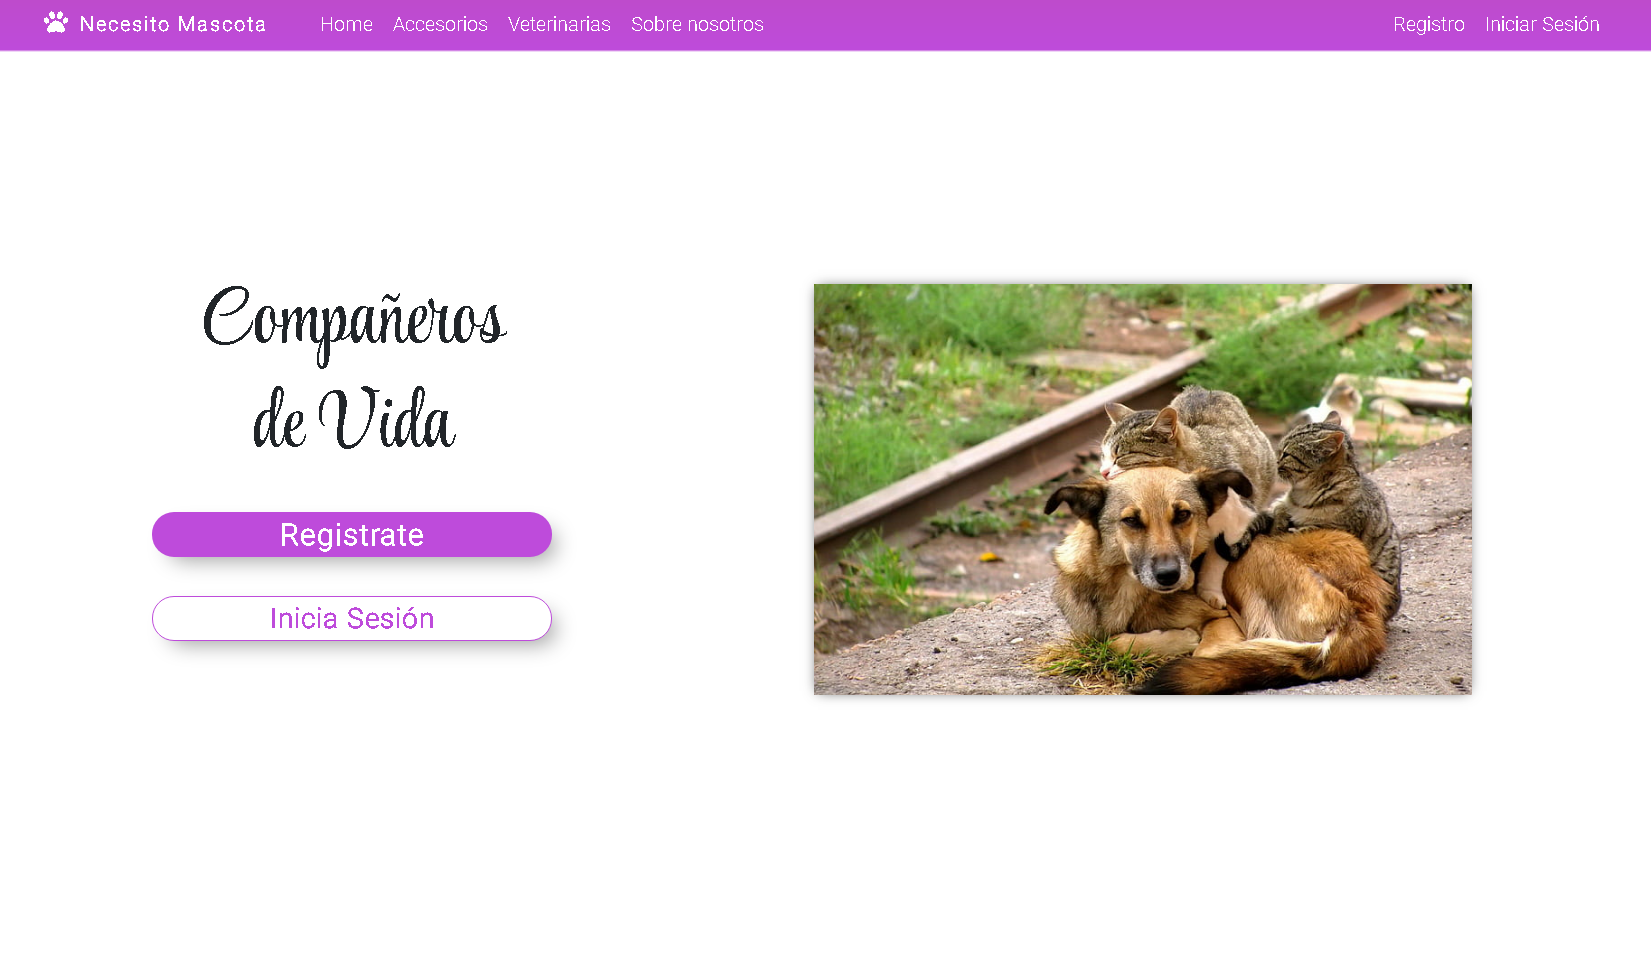 Necesito Mascota Home Accesorios Veterinarias Sobre nosotros Registro Iniciar Sesión
Compañeros
de Vida
Registrate
Inicia Sesión